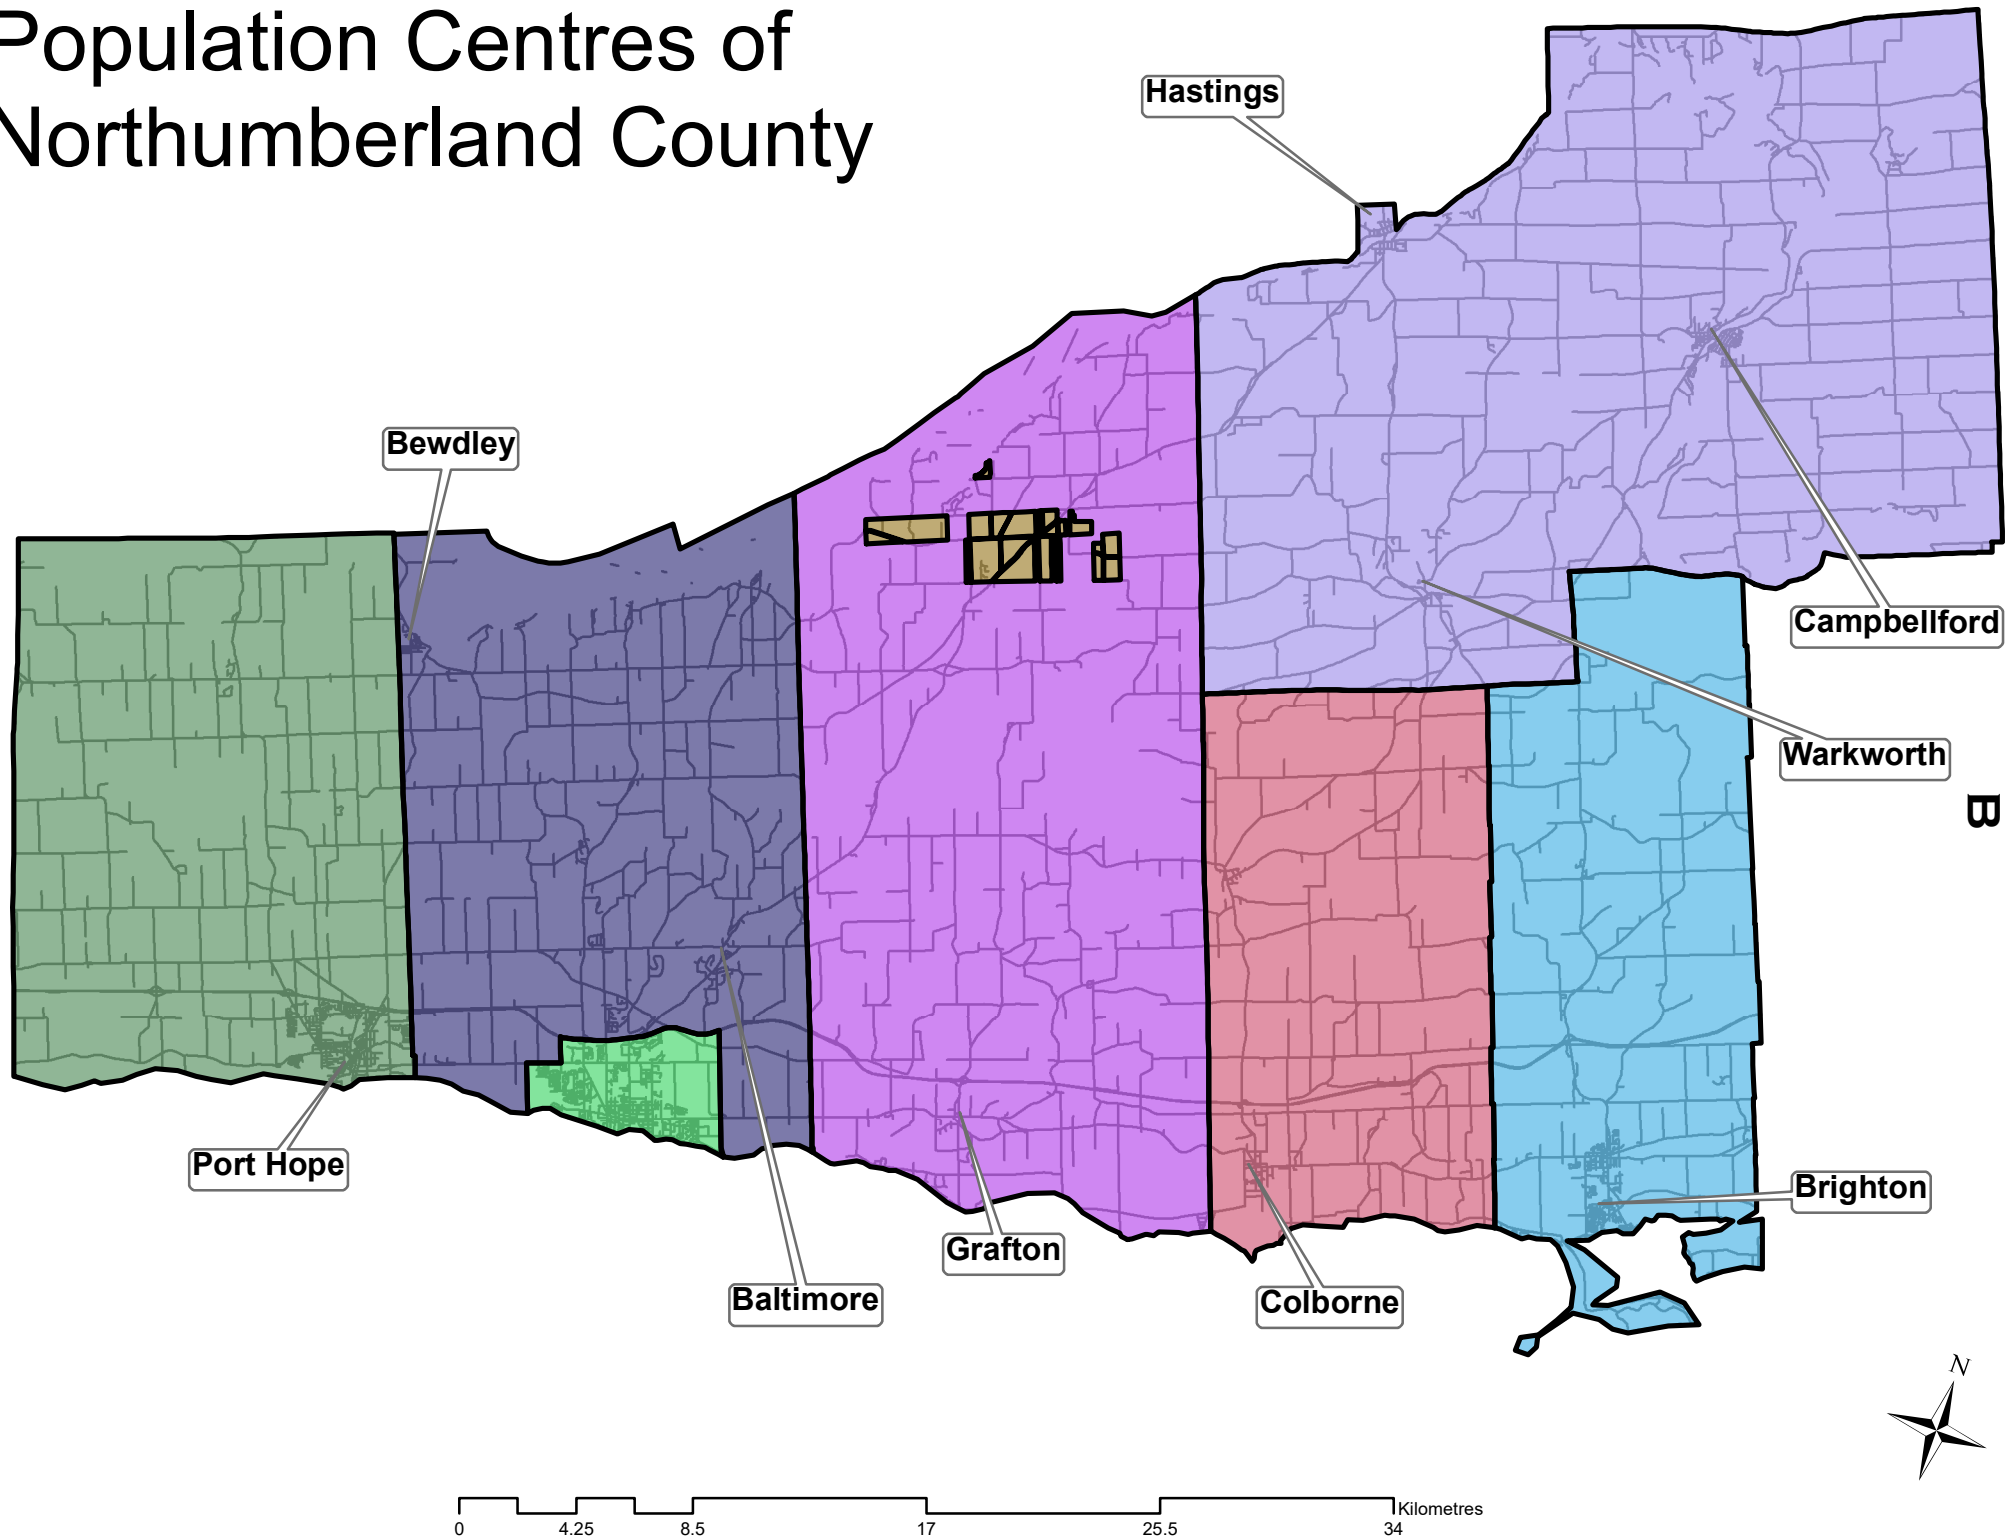 Population Centres of
Northumberland County
Hastings
Bewdley
Campbellford
Warkworth
B
Port Hope
Brighton
Grafton
Baltimore
Colborne
N
Kilometres
0 4.25 8.5 17 25.5 34